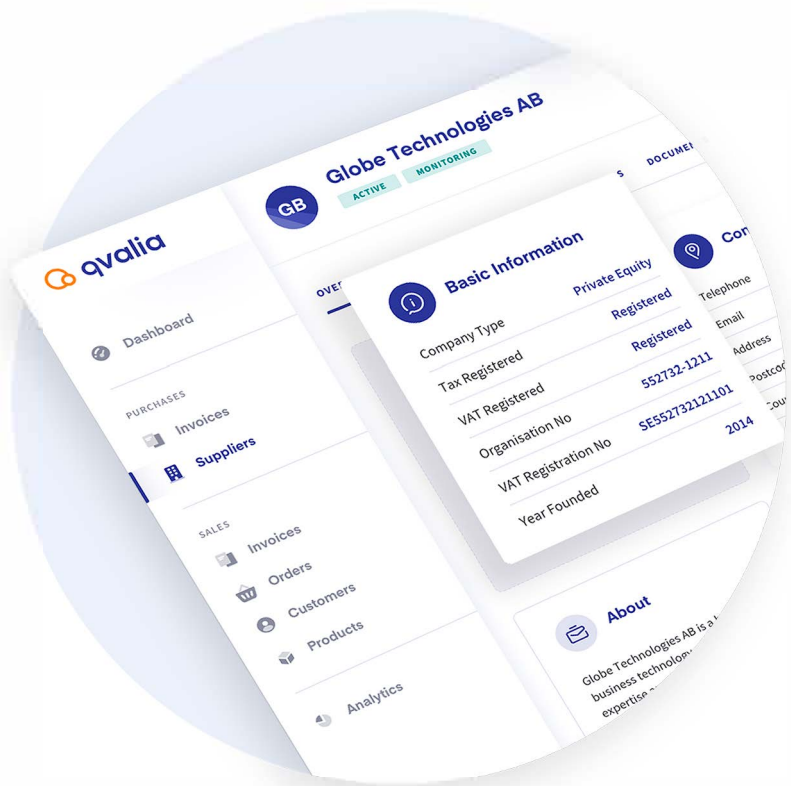 qvalia
Dashboard
PURCHASES
Invoices
Suppliers
SALES
Invoices
Orders
Customers
Products
Analytics
GB
Globe Technologies AB
ACTIVE MONITORING
Basic Information
Company Type Private Equity
Tax Registered Registered
VAT Registered Registered
Organisation No 552732-1211
VAT Registration No SE552732121101
Year Founded 2014
Telephone
Email
Address
About
Globe Technologies AB is a
business technology
expertise